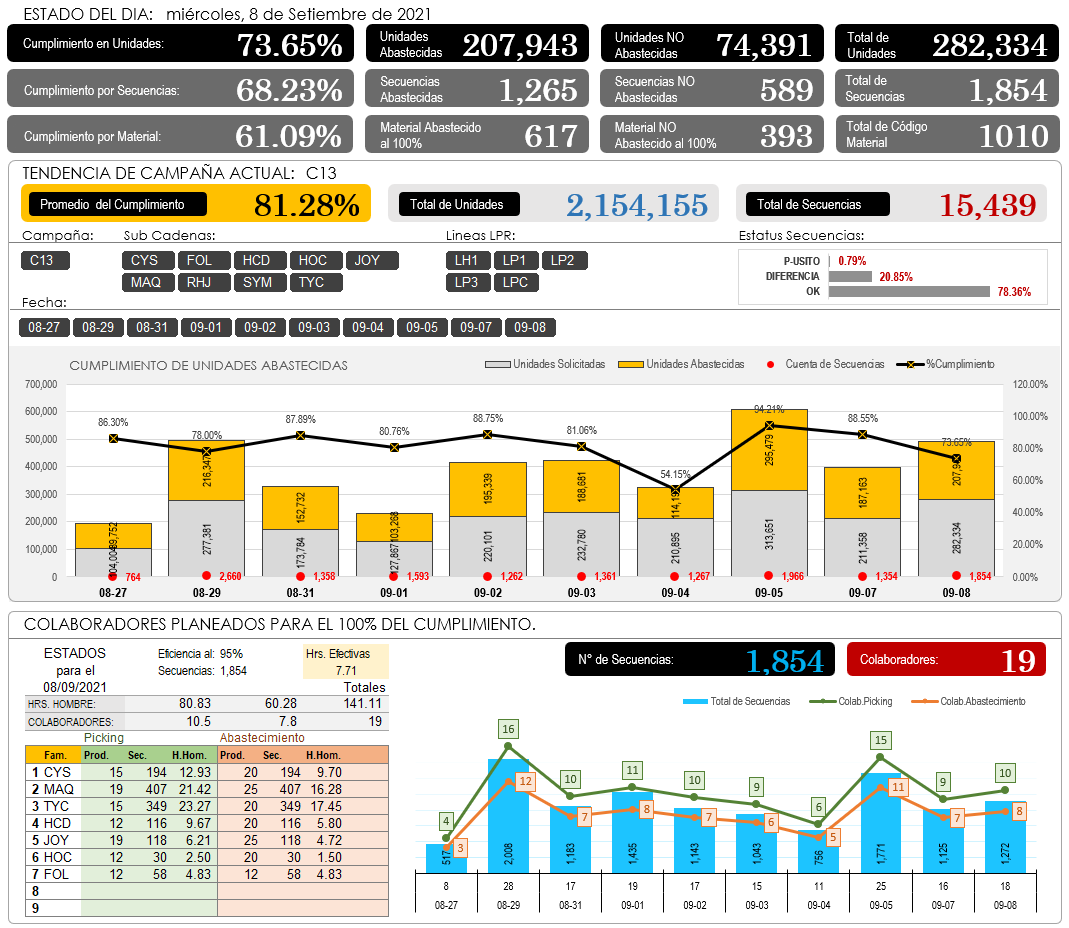 ESTADO DEL DIA: miércoles, 8 de Setiembre de 2021
Cumplimiento en Unidades: 73.65%
Unidades Abastecidas 207,943
Unidades NO Abastecidas 74,391
Total de Unidades 282,334
Cumplimiento por Secuencias: 68.23%
Secuencias Abastecidas 1,265
Secuencias NO Abastecidas 589
Total de Secuencias 1,854
Cumplimiento por Material: 61.09%
Material Abastecido al 100% 617
Material NO Abastecido al 100% 393
Total de Código Material 1010
TENDENCIA DE CAMPAÑA ACTUAL: C13
Promedio del Cumplimiento 81.28%
Total de Unidades 2,154,155
Total de Secuencias 15,439
Campaña: Sub Cadenas: Lineas LPR: Estatus Secuencias:
C13 CYS FOL HCD HOC JOY LH1 LP1 LP2
MAQ RHJ SYM TYC LP3 LPC
P-USITO 0.79%
DIFERENCIA 20.85%
OK 78.36%
Fecha:
08-27 08-29 08-31 09-01 09-02 09-03 09-04 09-05 09-07 09-08
CUMPLIMIENTO DE UNIDADES ABASTECIDAS
Unidades Solicitadas Unidades Abastecidas Cuenta de Secuencias %Cumplimiento
700,000
600,000
500,000
400,000
300,000
200,000
100,000
0
120.00%
100.00%
80.00%
60.00%
40.00%
20.00%
0.00%
86.30% 78.00% 87.89% 80.76% 88.75% 81.06% 54.15% 94.21% 88.55% 73.65%
89,752 152,732 103,268 195,339 188,681 295,479 187,163
104,004 277,381 173,784 127,867 220,101 232,780 210,895 313,651 211,358 282,334
764 2,660 1,358 1,593 1,262 1,361 1,267 1,966 1,354 1,854
08-27 08-29 08-31 09-01 09-02 09-03 09-04 09-05 09-07 09-08
COLABORADORES PLANEADOS PARA EL 100% DEL CUMPLIMIENTO.
ESTADOS
para el
08/09/2021
Eficiencia al: 95%
Secuencias: 1,854
Hrs. Efectivas
7.71
Totales
HRS. HOMBRE: 80.83 60.28 141.11
COLABORADORES: 10.5 7.8 19
Picking Abastecimiento
Fam. Prod. Sec. H.Hom. Prod. Sec. H.Hom.
1 CYS 15 194 12.93 20 194 9.70
2 MAQ 19 407 21.42 25 407 16.28
3 TYC 15 349 23.27 20 349 17.45
4 HCD 12 116 9.67 20 116 5.80
5 JOY 19 118 6.21 25 118 4.72
6 HOC 12 30 2.50 20 30 1.50
7 FOL 12 58 4.83 12 58 4.83
8
9
N° de Secuencias: 1,854
Colaboradores: 19
Total de Secuencias Colab.Picking Colab.Abastecimiento
4 16 10 11 10 9 6 15 9 10
3 12 7 8 7 6 5 11 7 8
517 2,008 1,183 1,435 1,143 1,043 756 1,771 1,125 1,272
8 28 17 19 17 15 11 25 16 18
08-27 08-29 08-31 09-01 09-02 09-03 09-04 09-05 09-07 09-08